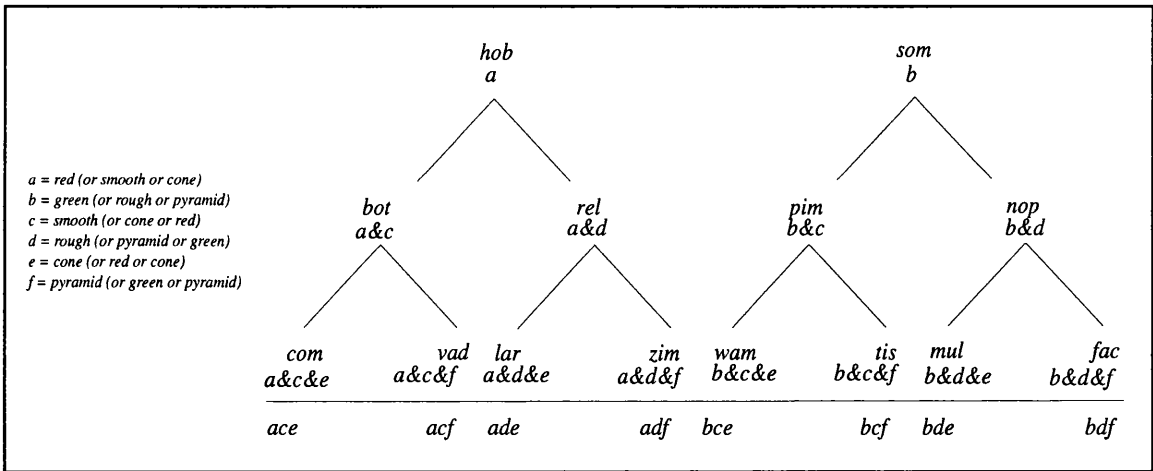 hob som
a b
a = red (or smooth or cone)
b = green (or rough or pyramid)
c = smooth (or cone or red)
d = rough (or pyramid or green)
e = cone (or red or cone)
f = pyramid (or green or pyramid)
bot rel pim nop
a&c a&d b&c b&d
com vad lar zim wam tis mul fac
a&c&e a&c&f a&d&e a&d&f b&c&e b&c&f b&d&e b&d&f
ace acf ade adf bce bcf bde bdf